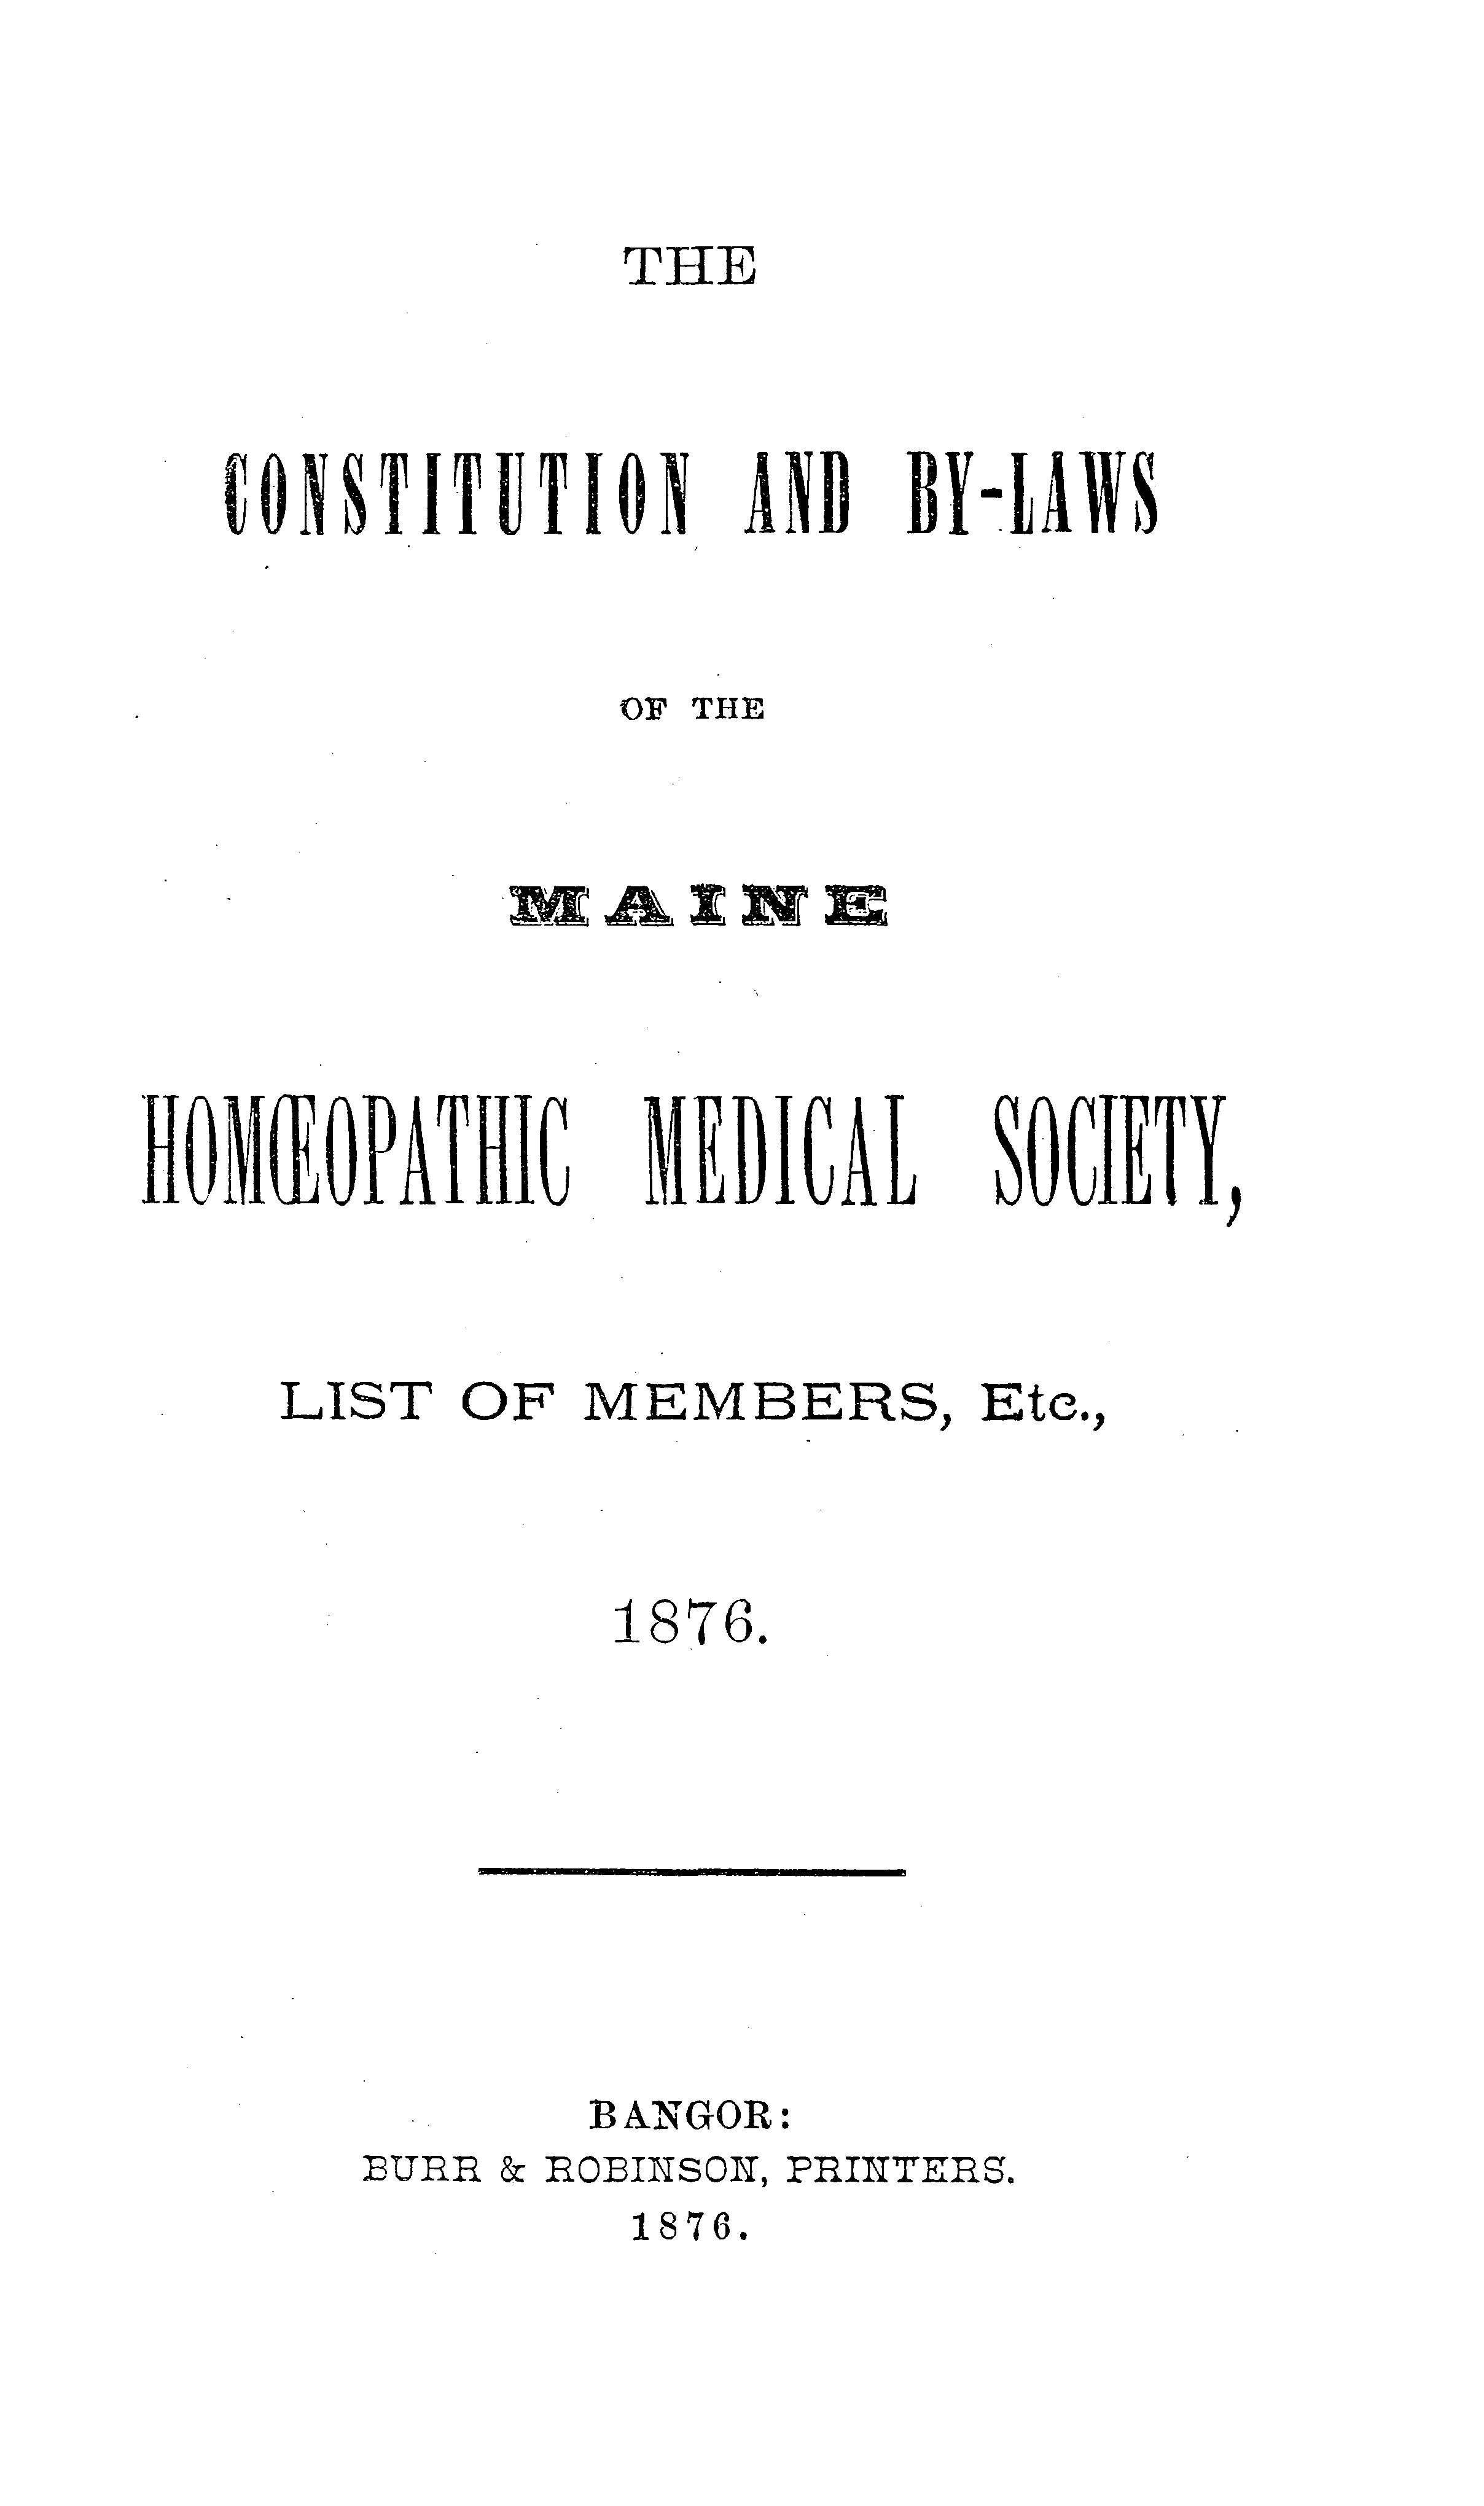 THE
CONSTITUTION AND BY-LAWS
OF THE
MAINE
HOMŒOPATHIC MEDICAL SOCIETY,
LIST OF MEMBERS, Etc.,
1876.
BANGOR:
BURR & ROBINSON, PRINTERS.
1876.